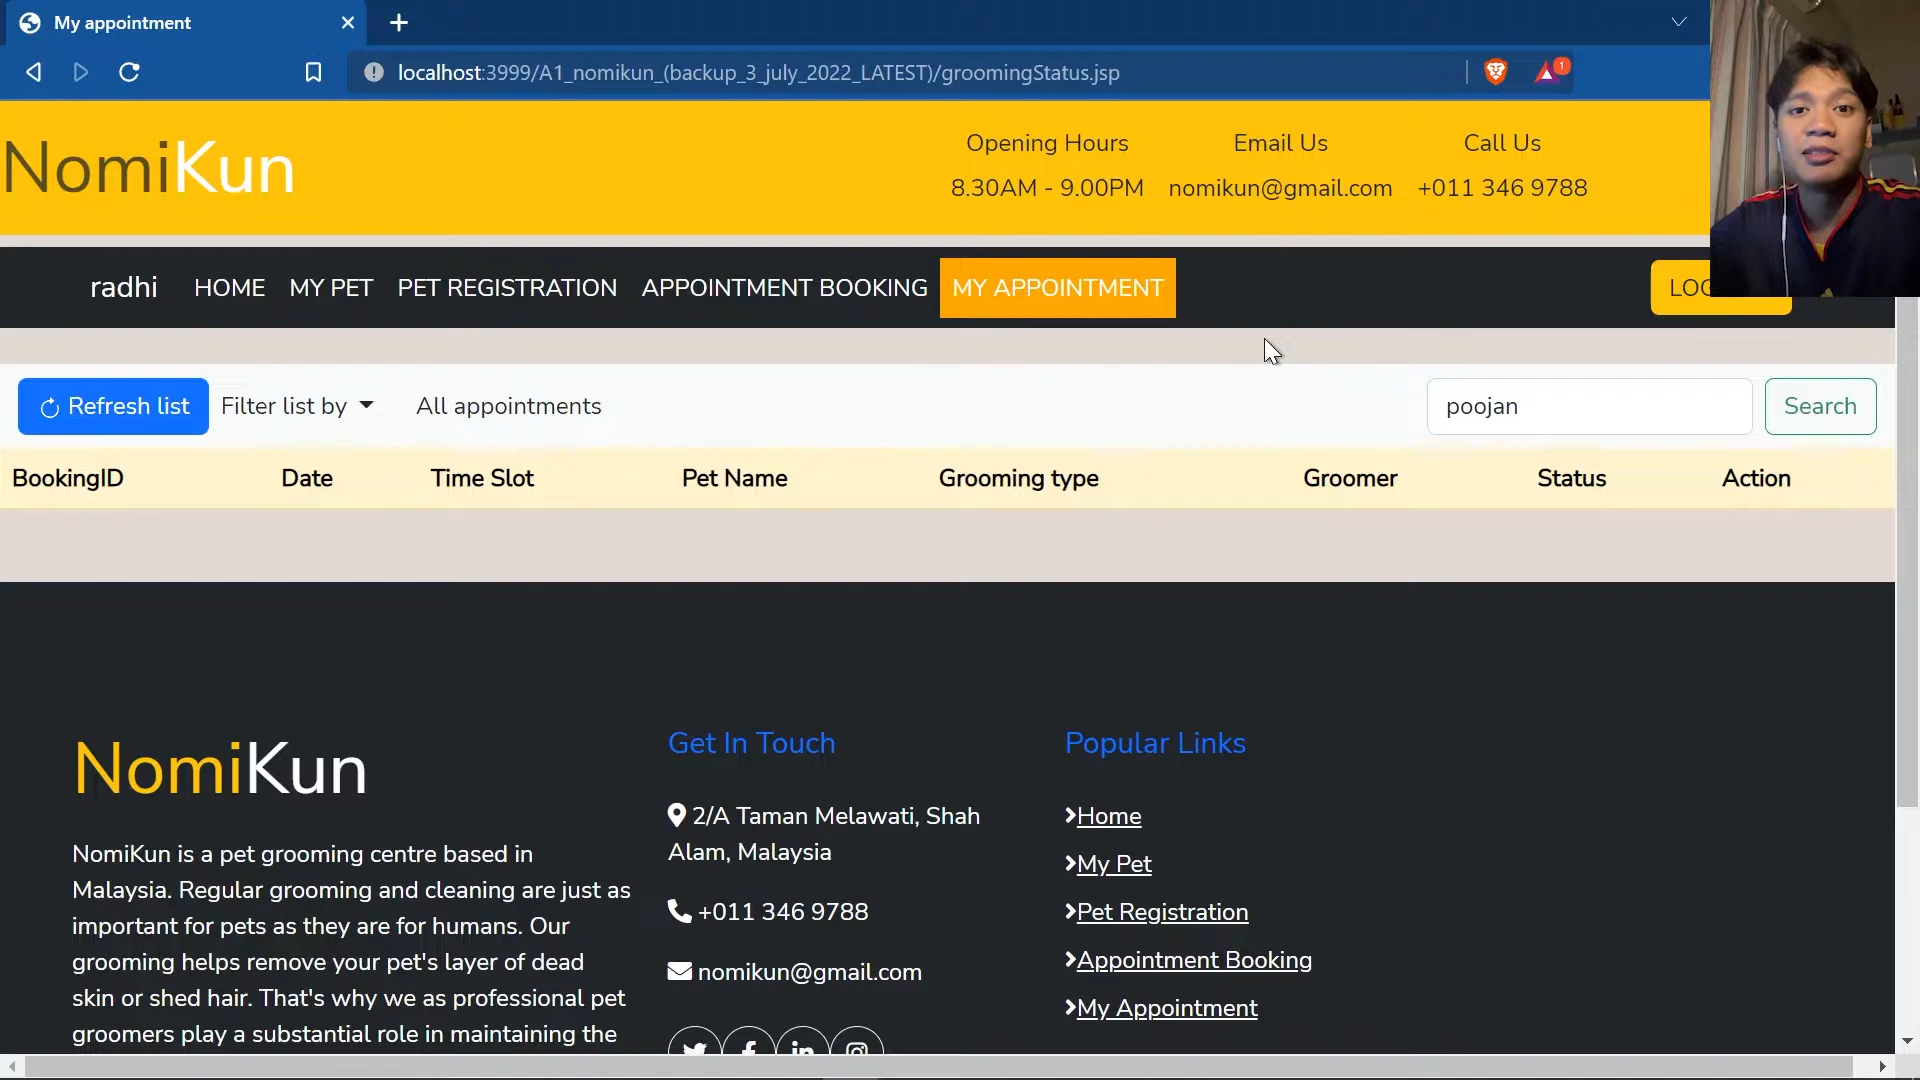 My appointment
localhost:3999/A1_nomikun_(backup_3_july_2022_LATEST)/groomingStatus.jsp
1
NomiKun
Opening Hours
8.30AM - 9.00PM
Email Us
nomikun@gmail.com
Call Us
+011 346 9788
radhi HOME MY PET PET REGISTRATION APPOINTMENT BOOKING MY APPOINTMENT
Refresh list Filter list by All appointments poojan Search
BookingID Date Time Slot Pet Name Grooming type Groomer Status Action
NomiKun
NomiKun is a pet grooming centre based in
Malaysia. Regular grooming and cleaning are just as
important for pets as they are for humans. Our
grooming helps remove your pet's layer of dead
skin or shed hair. That's why we as professional pet
groomers play a substantial role in maintaining the
Get In Touch
2/A Taman Melawati, Shah
Alam, Malaysia
+011 346 9788
nomikun@gmail.com
Popular Links
Home
My Pet
Pet Registration
Appointment Booking
My Appointment